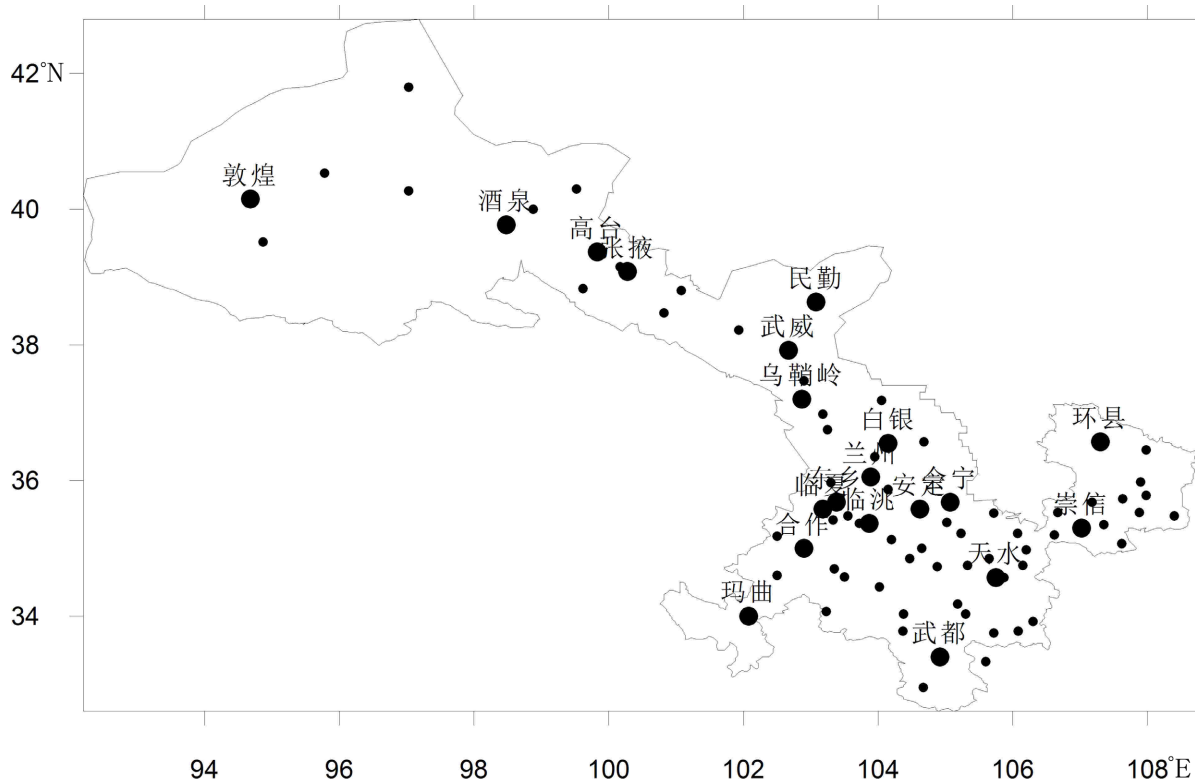 42°N
敦煌
40
酒泉
高台
张掖
民勤
38
武威
乌鞘岭
白银
环县
兰州
36
东乡
临夏
临洮
安定
会宁
崇信
合作
天水
34
玛曲
武都
94
96
98
100
102
104
106
108°E